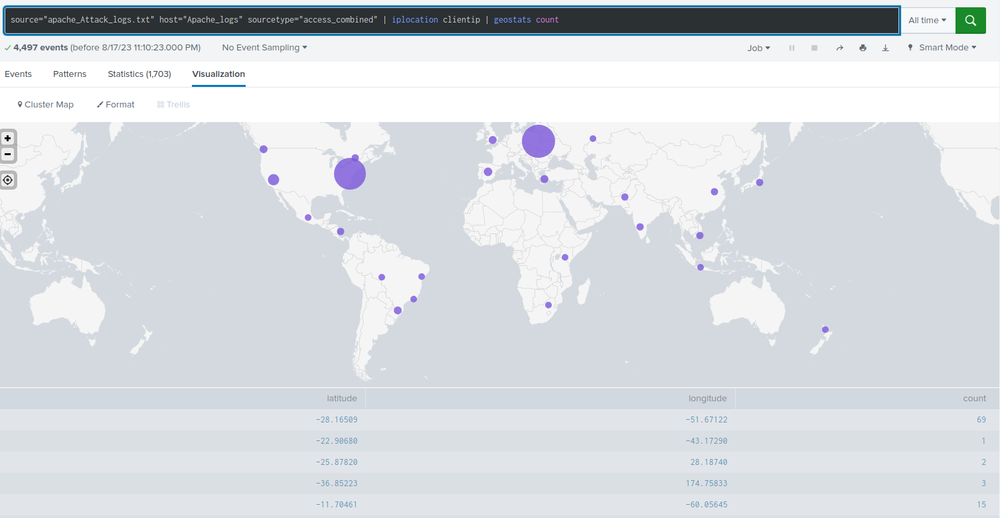 source="apache_Attack_logs.txt" host="Apache_logs" sourcetype="access_combined" | iplocation clientip | geostats count
All time
4,497 events (before 8/17/23 11:10:23.000 PM)
No Event Sampling
Job
Smart Mode
Events
Patterns
Statistics (1,703)
Visualization
Cluster Map
Format
Trellis
+
−
latitude longitude count
-28.16509 -51.67122 69
-22.90680 -43.17290 1
-25.87820 28.18740 2
-36.85223 174.75833 3
-11.70461 -60.05645 15